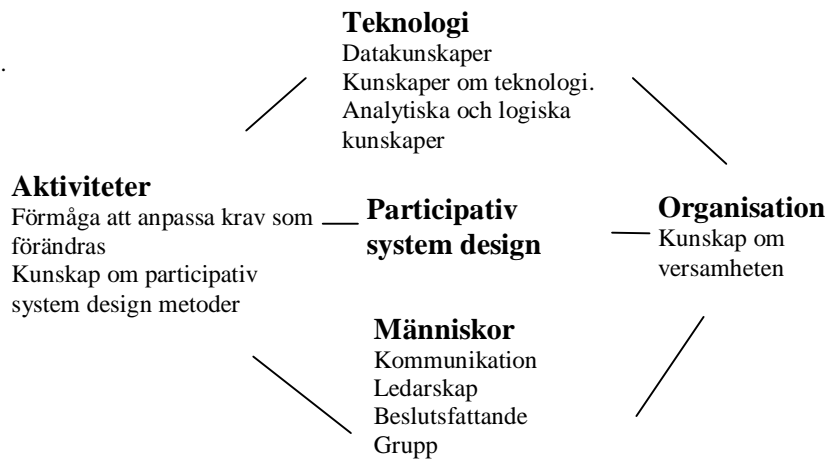 Teknologi
Datakunskaper
Kunskaper om teknologi.
Analytiska och logiska
kunskaper
.
Aktiviteter
Förmåga att anpassa krav som
förändras
Kunskap om participativ
system design metoder
Participativ
system design
Organisation
Kunskap om
versamheten
Människor
Kommunikation
Ledarskap
Beslutsfattande
Grupp